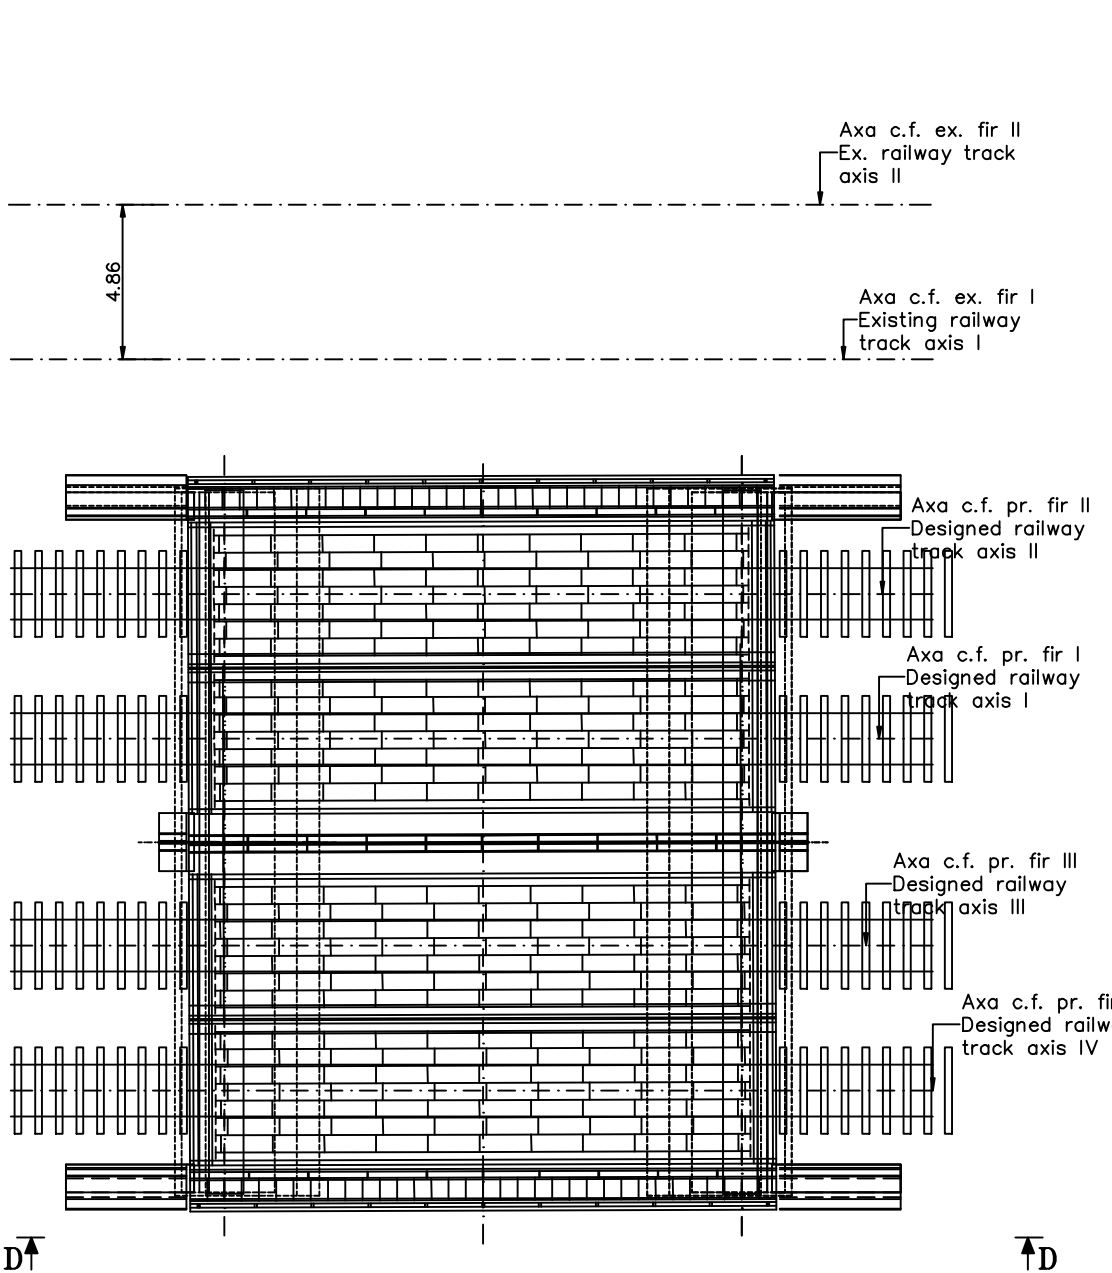 Axa c.f. ex. fir II
Ex. railway track
axis II
4.86
Axa c.f. ex. fir I
Existing railway
track axis I
Axa c.f. pr. fir II
Designed railway
track axis II
Axa c.f. pr. fir I
Designed railway
track axis I
Axa c.f. pr. fir III
Designed railway
track axis III
Axa c.f. pr. fi
Designed railw
track axis IV
D D